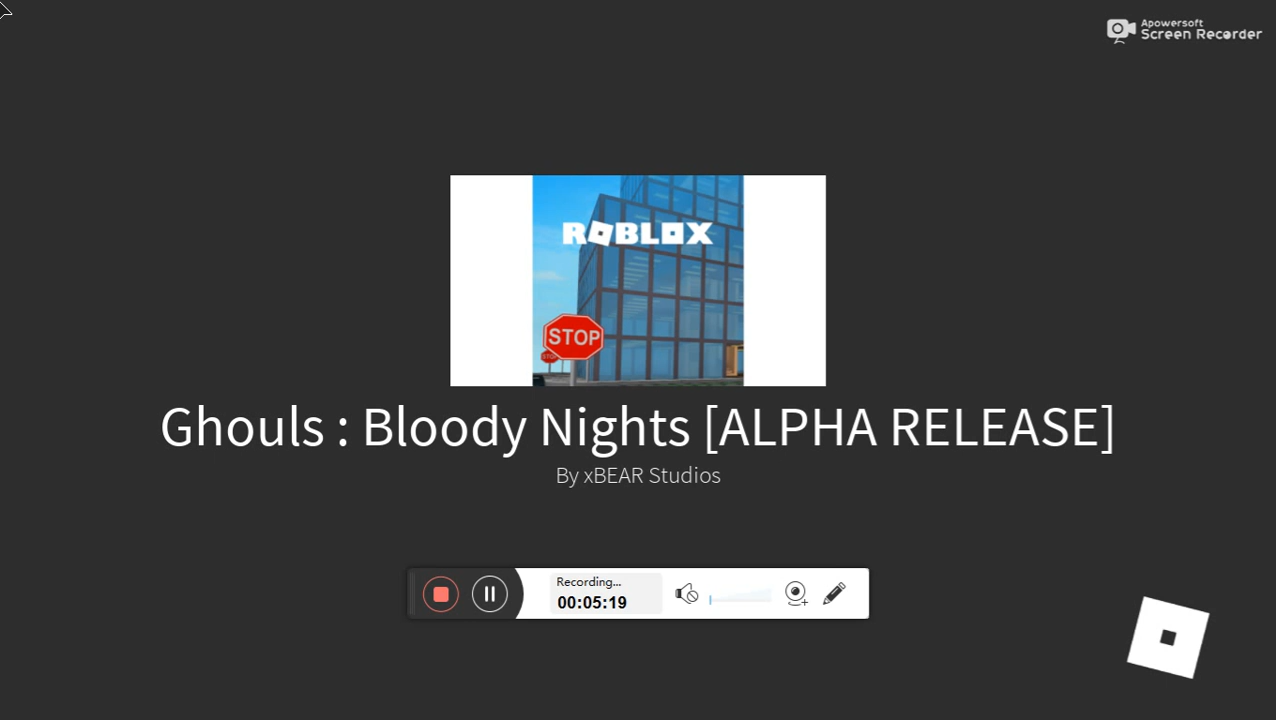 Apowersoft
Screen Recorder
ROBLOX
STOP
Ghouls : Bloody Nights [ALPHA RELEASE]
By xBEAR Studios
Recording...
00:05:19